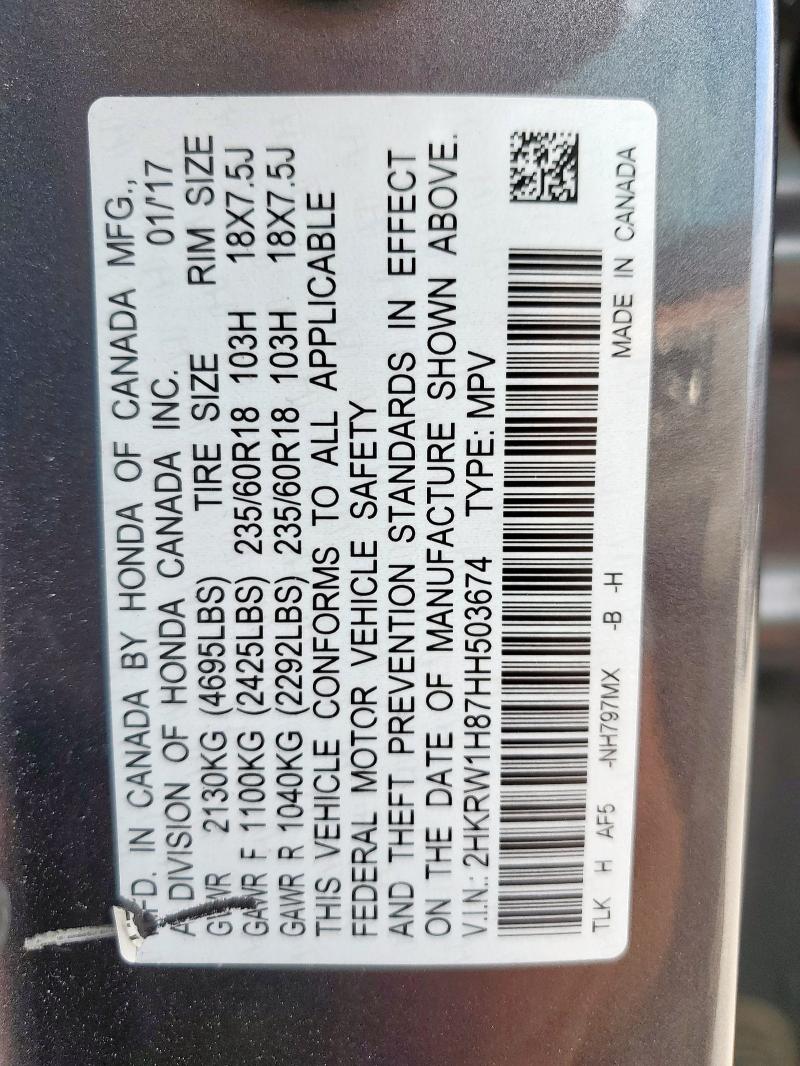 MFD. IN CANADA BY HONDA OF CANADA MFG.,
A DIVISION OF HONDA CANADA INC. 01/'17
GVWR 2130KG (4695LBS) TIRE SIZE RIM SIZE
GAWR F 1100KG (2425LBS) 235/60R18 103H 18X7.5J
GAWR R 1040KG (2292LBS) 235/60R18 103H 18X7.5J
THIS VEHICLE CONFORMS TO ALL APPLICABLE
FEDERAL MOTOR VEHICLE SAFETY
AND THEFT PREVENTION STANDARDS IN EFFECT
ON THE DATE OF MANUFACTURE SHOWN ABOVE.
V.I.N.: 2HKRW1H87HH503674 TYPE: MPV
TLK H AF5 -NH797MX -B -H MADE IN CANADA